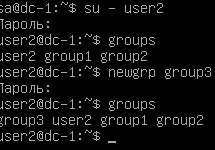 sa@dc-1:~$ su - user2
Пароль:
user2@dc-1:~$ groups
user2 group1 group2
user2@dc-1:~$ newgrp group3
Пароль:
user2@dc-1:~$ groups
group3 user2 group1 group2
user2@dc-1:~$ _